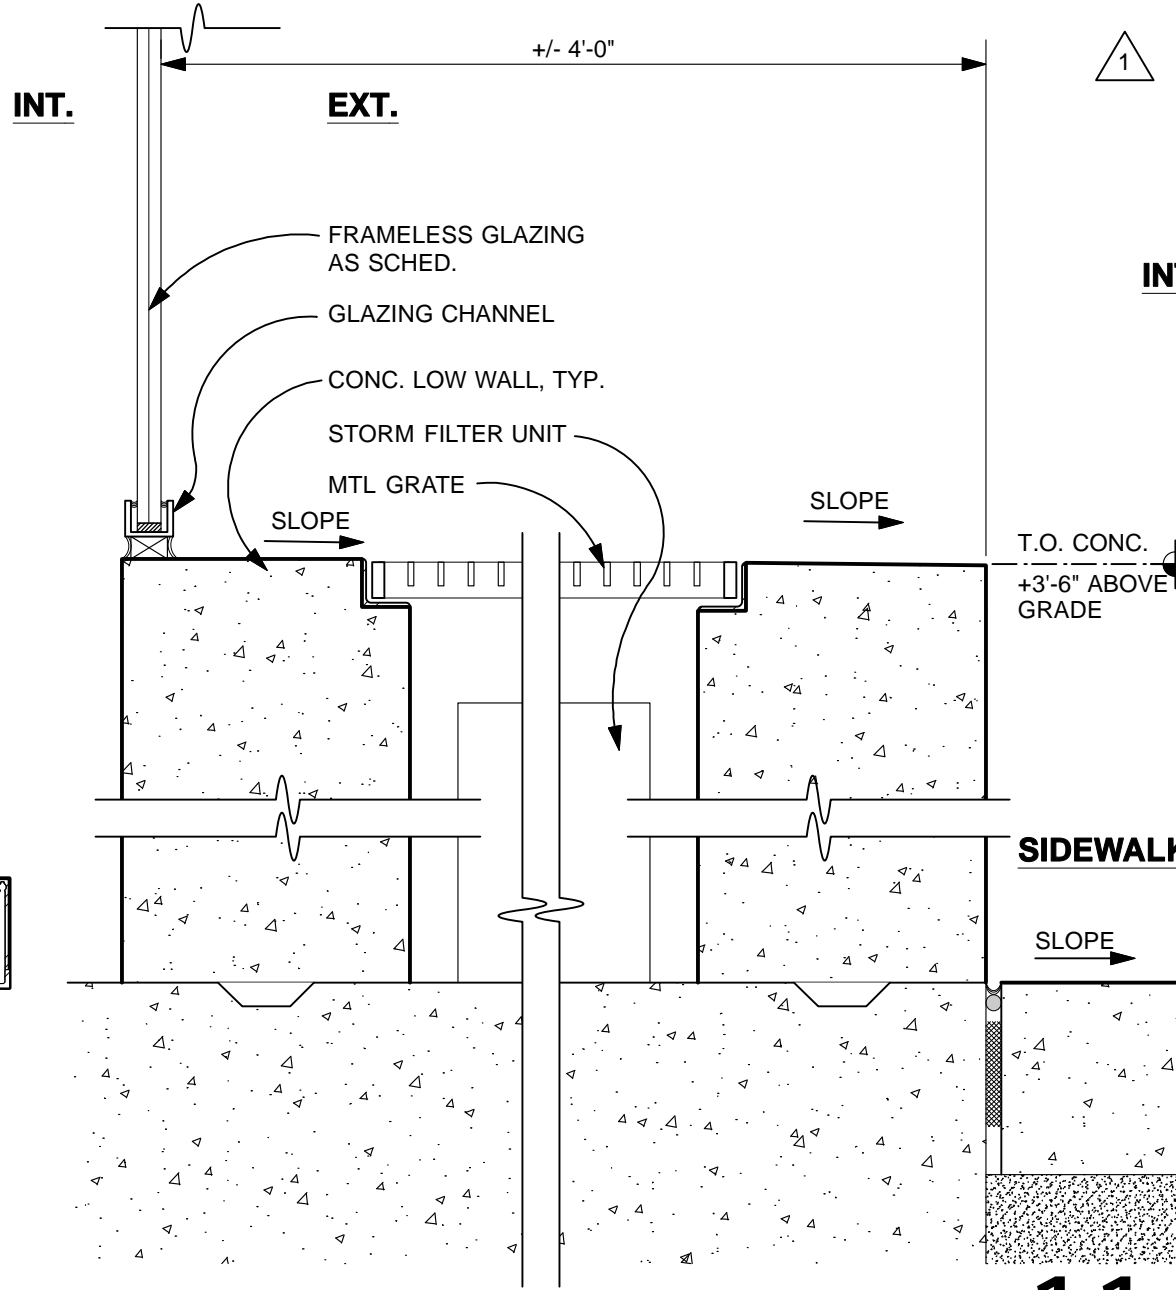 +/- 4'-0"
1
INT.
EXT.
FRAMELESS GLAZING
AS SCHED.
GLAZING CHANNEL
CONC. LOW WALL, TYP.
STORM FILTER UNIT
MTL GRATE
SLOPE
SLOPE
T.O. CONC.
+3'-6" ABOVE
GRADE
SIDEWALK
SLOPE